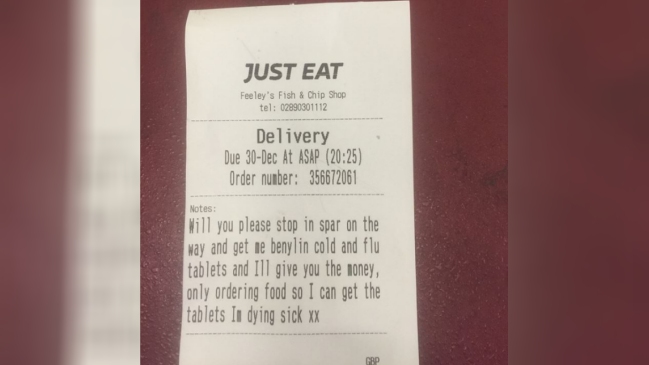 JUST EAT
Feeley's Fish & Chip Shop
tel: 02890301112
Delivery
Due 30-Dec At ASAP (20:25)
Order number: 356672061
Notes:
Will you please stop in spar on the
way and get me benylin cold and flu
tablets and Ill give you the money,
only ordering food so I can get the
tablets Im dying sick xx
GBP